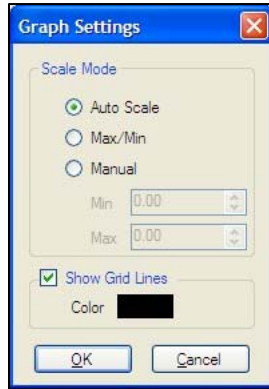 Graph Settings
Scale Mode
Auto Scale
Max/Min
Manual
Min 0.00
Max 0.00
Show Grid Lines
Color
OK Cancel